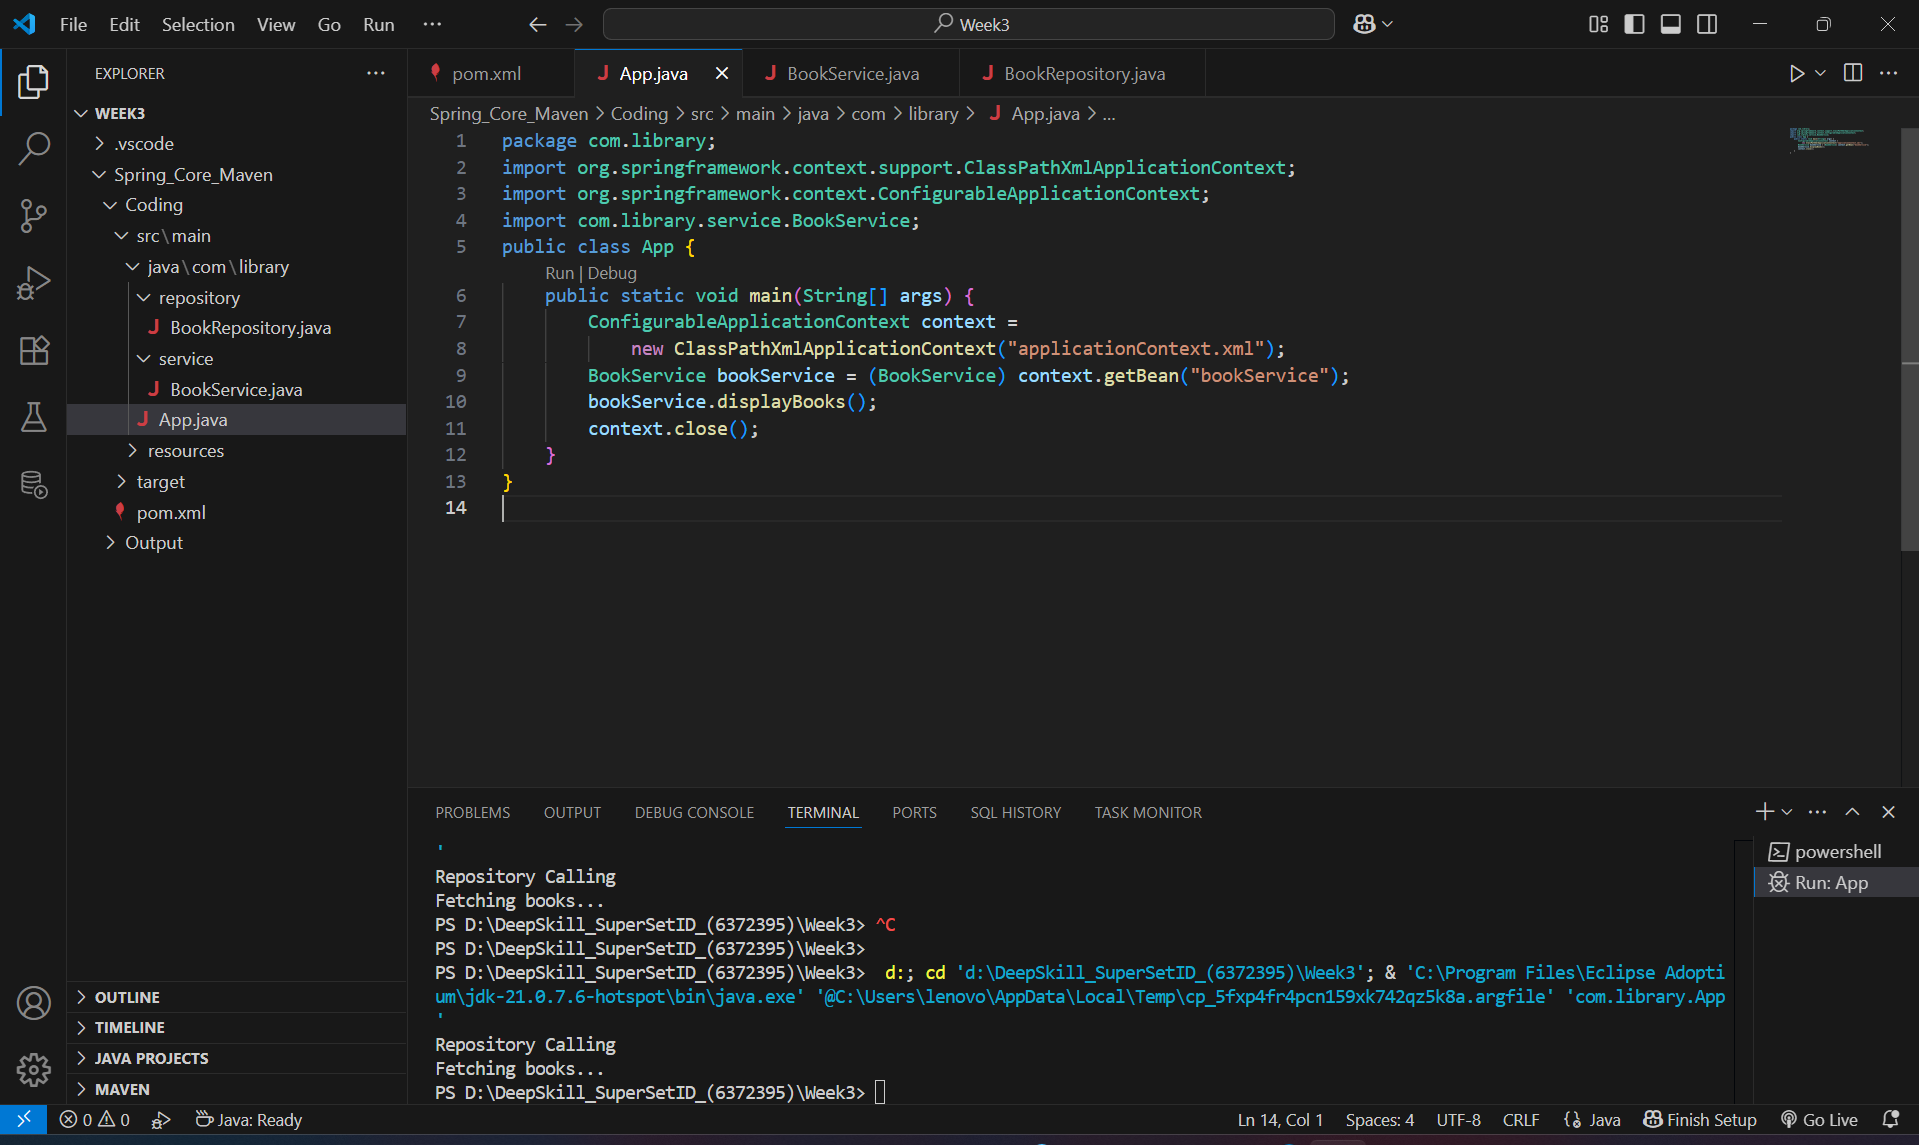 File Edit Selection View Go Run ···
Week3
EXPLORER ···
WEEK3
.vscode
Spring_Core_Maven
Coding
src\main
java\com\library
repository
J BookRepository.java
service
J BookService.java
J App.java
resources
target
pom.xml
Output
OUTLINE
TIMELINE
JAVA PROJECTS
MAVEN
pom.xml
J App.java
J BookService.java
J BookRepository.java
Spring_Core_Maven > Coding > src > main > java > com > library > J App.java > ...
1 package com.library;
2 import org.springframework.context.support.ClassPathXmlApplicationContext;
3 import org.springframework.context.ConfigurableApplicationContext;
4 import com.library.service.BookService;
5 public class App {
Run | Debug
6 public static void main(String[] args) {
7 ConfigurableApplicationContext context =
8 new ClassPathXmlApplicationContext("applicationContext.xml");
9 BookService bookService = (BookService) context.getBean("bookService");
10 bookService.displayBooks();
11 context.close();
12 }
13 }
14
PROBLEMS OUTPUT DEBUG CONSOLE TERMINAL PORTS SQL HISTORY TASK MONITOR
'
Repository Calling
Fetching books...
PS D:\DeepSkill_SuperSetID_(6372395)\Week3> ^C
PS D:\DeepSkill_SuperSetID_(6372395)\Week3>
PS D:\DeepSkill_SuperSetID_(6372395)\Week3> d:; cd 'd:\DeepSkill_SuperSetID_(6372395)\Week3'; & 'C:\Program Files\Eclipse Adopti
um\jdk-21.0.7.6-hotspot\bin\java.exe' '@C:\Users\lenovo\AppData\Local\Temp\cp_5fxp4fr4pcn159xk742qz5k8a.argfile' 'com.library.App
'
Repository Calling
Fetching books...
PS D:\DeepSkill_SuperSetID_(6372395)\Week3>
powershell
Run: App
0 0 Java: Ready Ln 14, Col 1 Spaces: 4 UTF-8 CRLF {} Java Finish Setup Go Live